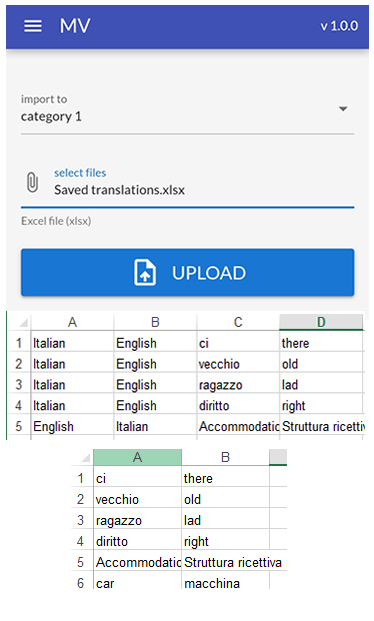 MV v 1.0.0
import to
category 1
select files
Saved translations.xlsx
Excel file (xlsx)
UPLOAD
A B C D
1 Italian English ci there
2 Italian English vecchio old
3 Italian English ragazzo lad
4 Italian English diritto right
5 English Italian Accommodatic Struttura ricettiv
A B
1 ci there
2 vecchio old
3 ragazzo lad
4 diritto right
5 Accommodatic Struttura ricettiva
6 car macchina